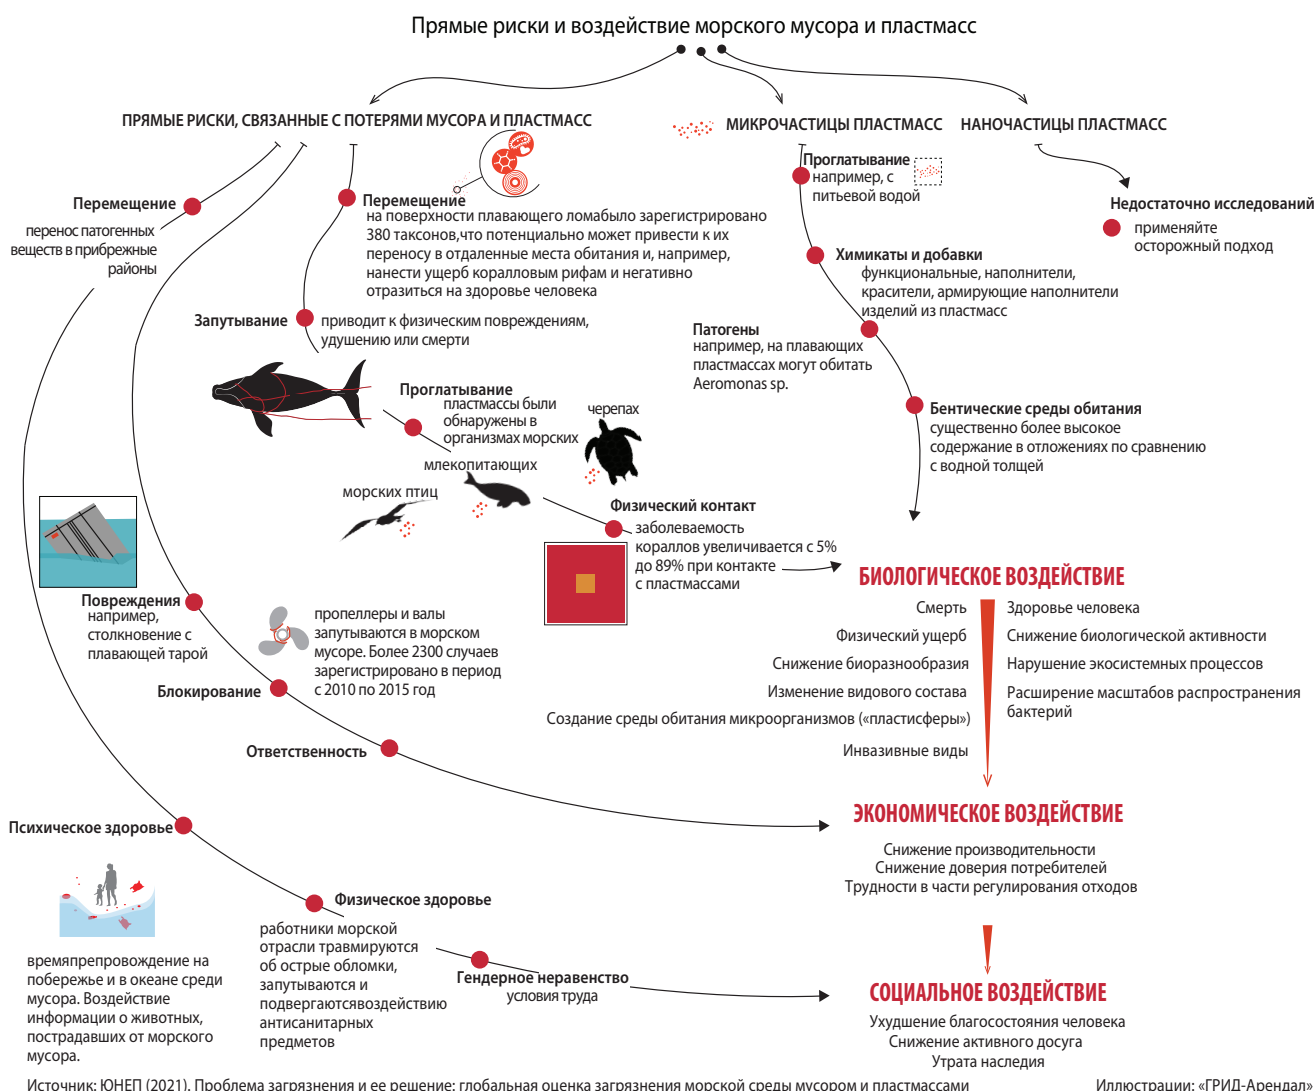 Прямые риски и воздействие морского мусора и пластмасс
ПРЯМЫЕ РИСКИ, СВЯЗАННЫЕ С ПОТЕРЯМИ МУСОРА И ПЛАСТМАСС
МИКРОЧАСТИЦЫ ПЛАСТМАСС
НАНОЧАСТИЦЫ ПЛАСТМАСС
Перемещение
перенос патогенных
веществ в прибрежные
районы
Перемещение
на поверхности плавающего ломабыло зарегистрировано
380 таксонов,что потенциально может привести к их
переносу в отдаленные места обитания и, например,
нанести ущерб коралловым рифам и негативно
отразиться на здоровье человека
Запутывание
приводит к физическим повреждениям,
удушению или смерти
Проглатывание
пластмассы были
обнаружены в
организмах морских
млекопитающих
черепах
морских птиц
Физический контакт
заболеваемость
кораллов увеличивается с 5%
до 89% при контакте
с пластмассами
Проглатывание
например, с
питьевой водой
Химикаты и добавки
функциональные, наполнители,
красители, армирующие наполнители
изделий из пластмасс
Патогены
например, на плавающих
пластмассах могут обитать
Aeromonas sp.
Бентические среды обитания
существенно более высокое
содержание в отложениях по сравнению
с водной толщей
Недостаточно исследований
применяйте
осторожный подход
Повреждения
например,
столкновение с
плавающей тарой
пропеллеры и валы
запутываются в морском
мусоре. Более 2300 случаев
зарегистрировано в период
с 2010 по 2015 год
Блокирование
Ответственность
БИОЛОГИЧЕСКОЕ ВОЗДЕЙСТВИЕ
Смерть
Физический ущерб
Снижение биоразнообразия
Изменение видового состава
Создание среды обитания микроорганизмов («пластисферы»)
Инвазивные виды
Здоровье человека
Снижение биологической активности
Нарушение экосистемных процессов
Расширение масштабов распространения
бактерий
ЭКОНОМИЧЕСКОЕ ВОЗДЕЙСТВИЕ
Снижение производительности
Снижение доверия потребителей
Трудности в части регулирования отходов
Психическое здоровье
времяпрепровождение на
побережье и в океане среди
мусора. Воздействие
информации о животных,
пострадавших от морского
мусора.
Физическое здоровье
работники морской
отрасли травмируются
об острые обломки,
запутываются и
подвергаютсявоздействию
антисанитарных
предметов
Гендерное неравенство
условия труда
СОЦИАЛЬНОЕ ВОЗДЕЙСТВИЕ
Ухудшение благосостояния человека
Снижение активного досуга
Утрата наследия
Источник: ЮНЕП (2021). Проблема загрязнения и ее решение: глобальная оценка загрязнения морской среды мусором и пластмассами
Иллюстрации: «ГРИД-Арендал»